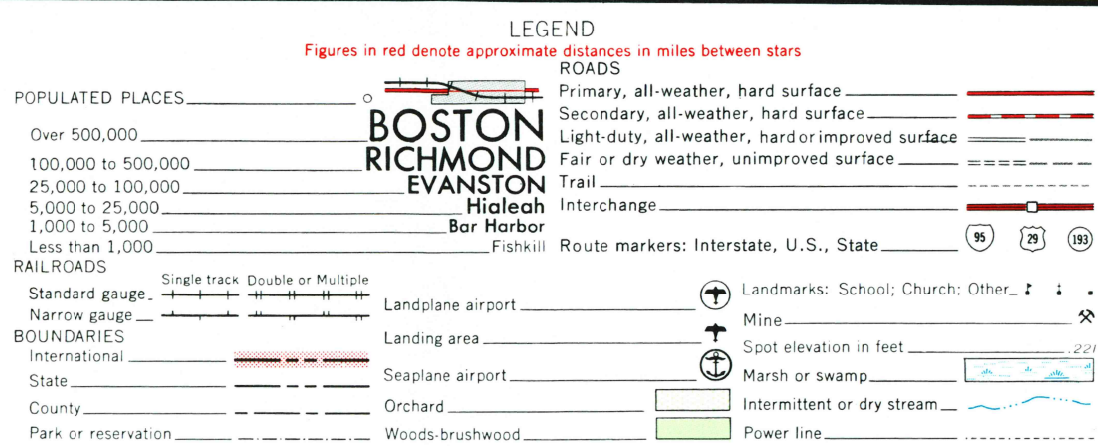 LEGEND
Figures in red denote approximate distances in miles between stars
POPULATED PLACES
Over 500,000 BOSTON
100,000 to 500,000 RICHMOND
25,000 to 100,000 EVANSTON
5,000 to 25,000 Hialeah
1,000 to 5,000 Bar Harbor
Less than 1,000 Fishkill
ROADS
Primary, all-weather, hard surface
Secondary, all-weather, hard surface
Light-duty, all-weather, hard or improved surface
Fair or dry weather, unimproved surface
Trail
Interchange
Route markers: Interstate, U.S., State 95 29 193
RAILROADS
Single track Double or Multiple
Standard gauge
Narrow gauge
BOUNDARIES
International
State
County
Park or reservation
Landplane airport
Landing area
Seaplane airport
Orchard
Woods-brushwood
Landmarks: School; Church; Other
Mine
Spot elevation in feet .221
Marsh or swamp
Intermittent or dry stream
Power line